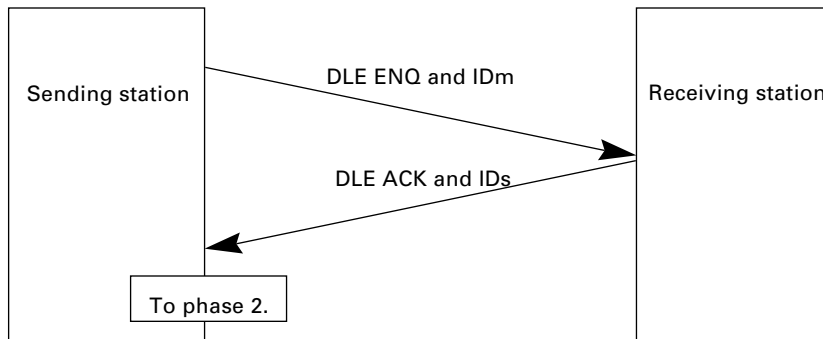 Sending station
DLE ENQ and IDm
Receiving station
DLE ACK and IDs
To phase 2.